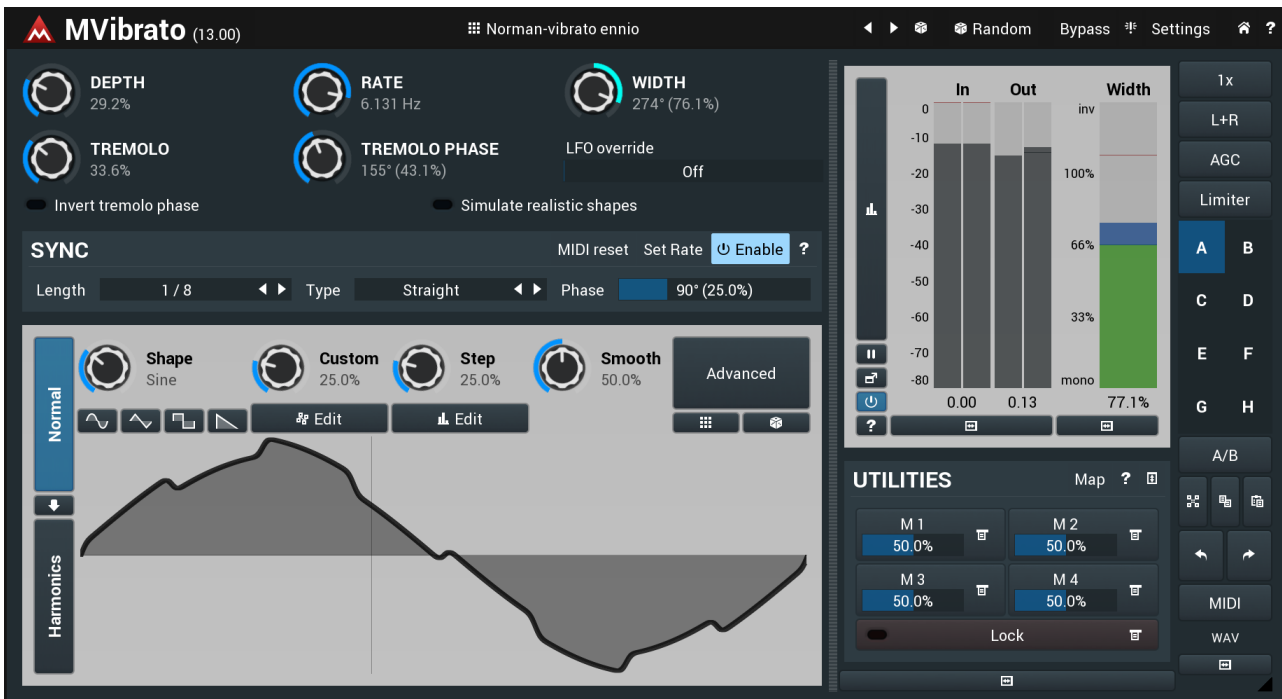 MVibrato (13.00)
Norman-vibrato ennio
Random
Bypass
Settings
?
DEPTH
29.2%
RATE
6.131 Hz
WIDTH
274° (76.1%)
TREMOLO
33.6%
TREMOLO PHASE
155° (43.1%)
LFO override
Off
Invert tremolo phase
Simulate realistic shapes
SYNC
MIDI reset
Set Rate
Enable
?
Length
1 / 8
Type
Straight
Phase
90° (25.0%)
Normal
Harmonics
Shape
Sine
Custom
25.0%
Step
25.0%
Smooth
50.0%
Advanced
Edit
Edit
In
Out
Width
0
-10
-20
-30
-40
-50
-60
-70
-80
inv
100%
66%
33%
mono
0.00
0.13
77.1%
?
UTILITIES
Map
?
M 1
50.0%
M 2
50.0%
M 3
50.0%
M 4
50.0%
Lock
1x
L+R
AGC
Limiter
A
B
C
D
E
F
G
H
A/B
MIDI
WAV